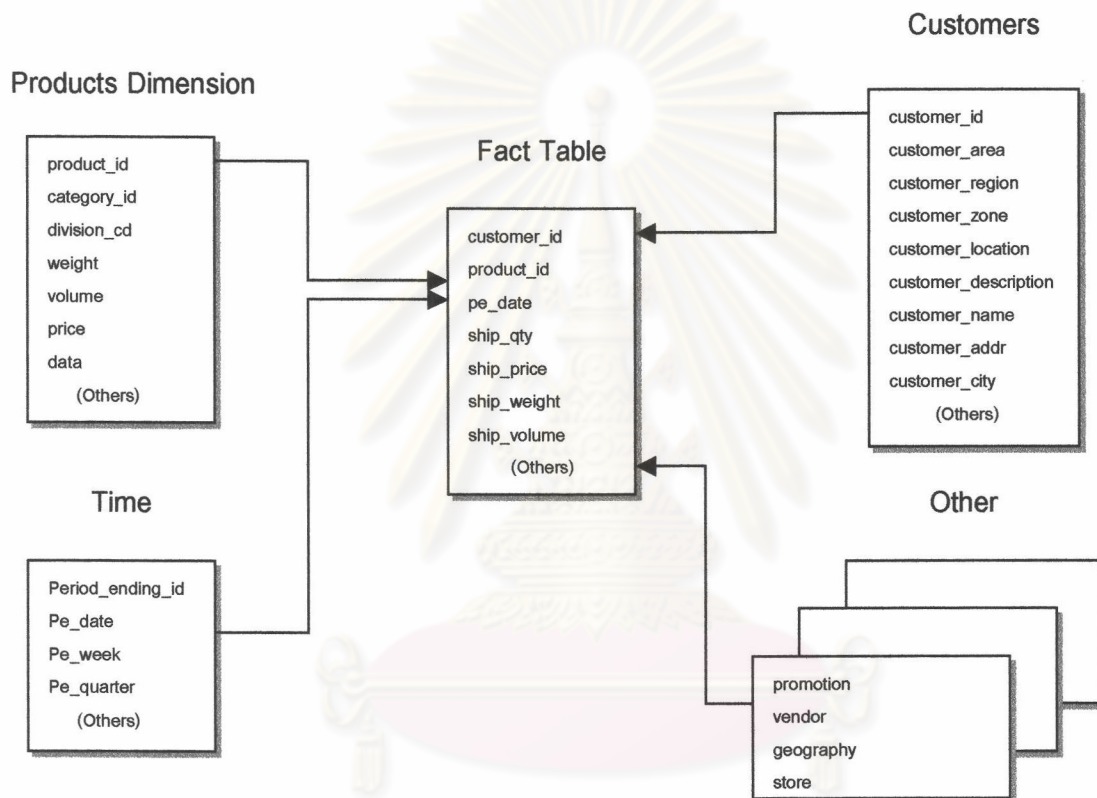 Products Dimension
product_id
category_id
division_cd
weight
volume
price
data
(Others)
Time
Period_ending_id
Pe_date
Pe_week
Pe_quarter
(Others)
Fact Table
customer_id
product_id
pe_date
ship_qty
ship_price
ship_weight
ship_volume
(Others)
Customers
customer_id
customer_area
customer_region
customer_zone
customer_location
customer_description
customer_name
customer_addr
customer_city
(Others)
Other
promotion
vendor
geography
store